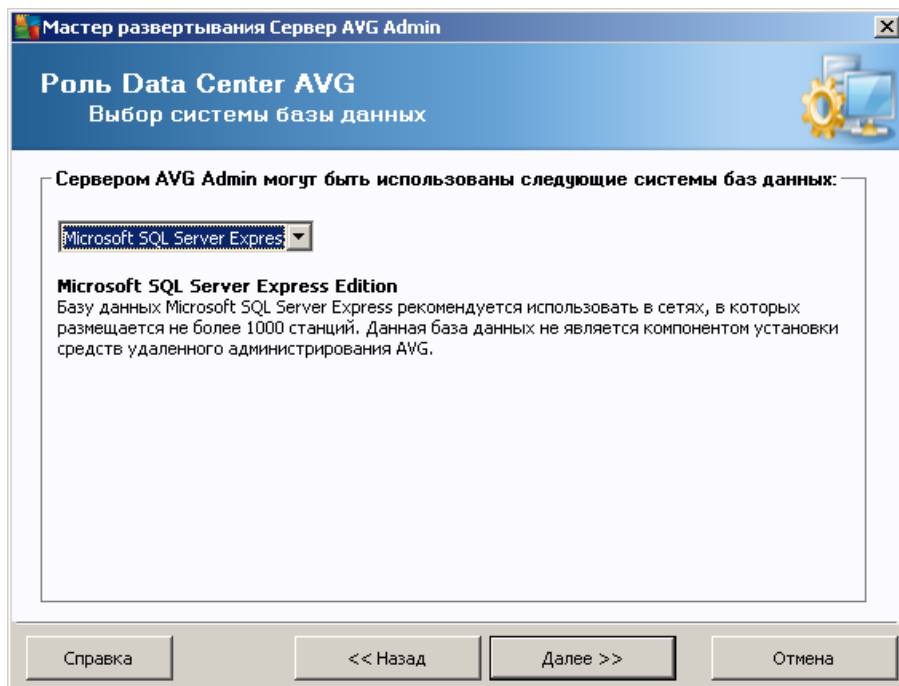 Мастер развертывания Сервер AVG Admin
Роль Data Center AVG
Выбор системы базы данных
Сервером AVG Admin могут быть использованы следующие системы баз данных:
Microsoft SQL Server Expres
Microsoft SQL Server Express Edition
Базу данных Microsoft SQL Server Express рекомендуется использовать в сетях, в которых
размещается не более 1000 станций. Данная база данных не является компонентом установки
средств удаленного администрирования AVG.
Справка
<< Назад
Далее >>
Отмена